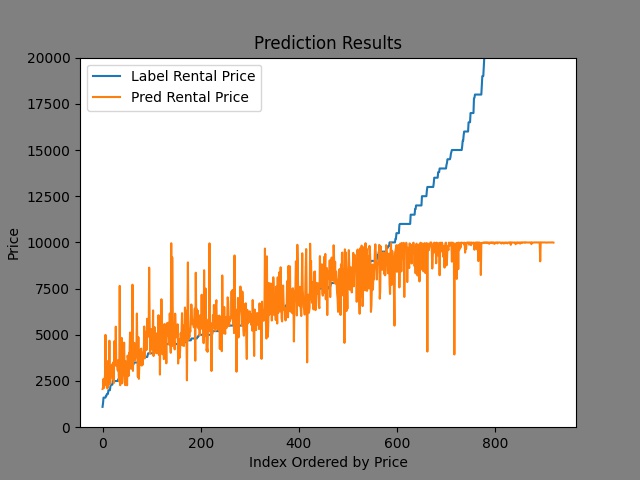 Prediction Results
20000
17500
15000
12500
10000
7500
5000
2500
0
Price
Label Rental Price
Pred Rental Price
0 200 400 600 800
Index Ordered by Price